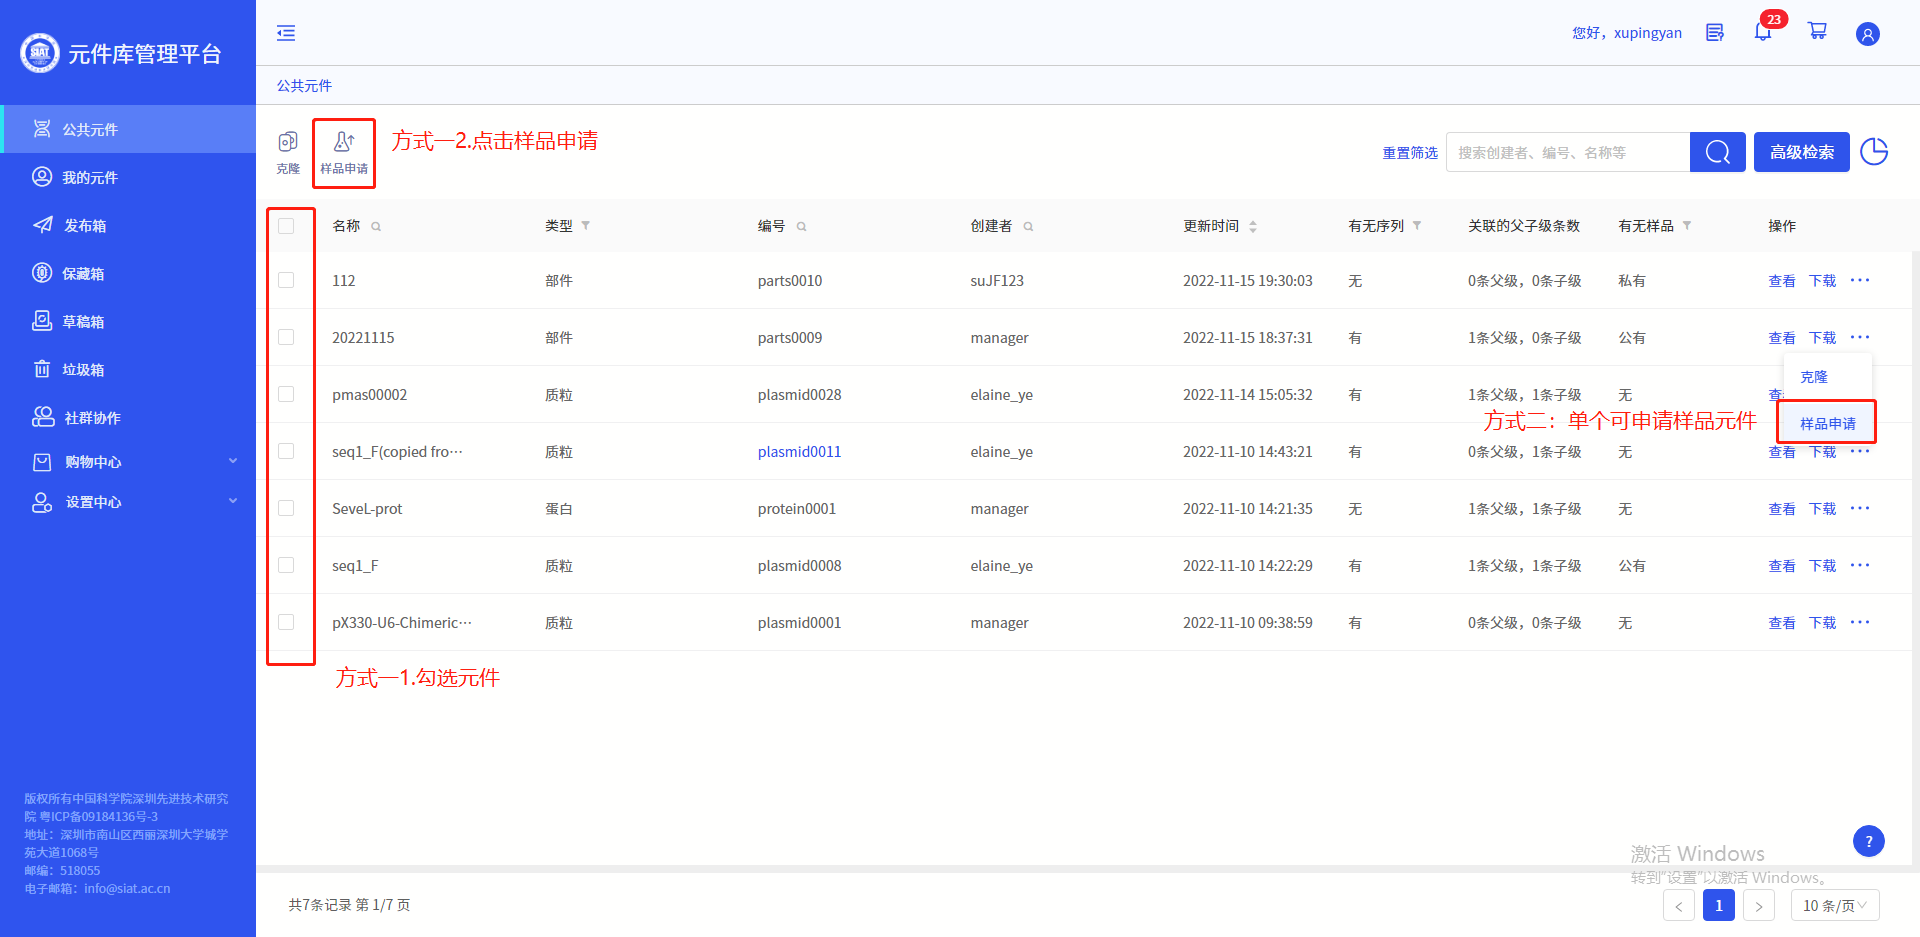 SIAT
元件库管理平台
公共元件
我的元件
发布箱
保藏箱
草稿箱
垃圾箱
社群协作
购物中心
设置中心
版权所有中国科学院深圳先进技术研究
院 粤ICP备09184136号-3
地址：深圳市南山区西丽深圳大学城学
苑大道1068号
邮编：518055
电子邮箱：info@siat.ac.cn
您好，xupingyan
23
公共元件
克隆
样品申请
方式一2.点击样品申请
重置筛选
搜索创建者、编号、名称等
高级检索
名称 类型 编号 创建者 更新时间 有无序列 关联的父子级条数 有无样品 操作
112 部件 parts0010 suJF123 2022-11-15 19:30:03 无 0条父级，0条子级 私有 查看 下载 ···
20221115 部件 parts0009 manager 2022-11-15 18:37:31 有 1条父级，0条子级 公有 查看 下载 ···
克隆
pmas00002 质粒 plasmid0028 elaine_ye 2022-11-14 15:05:32 有 1条父级，1条子级 无 查
方式二：单个可申请样品元件
样品申请
seq1_F(copied fro··· 质粒 plasmid0011 elaine_ye 2022-11-10 14:43:21 有 0条父级，1条子级 无 查看 下载 ···
SeveL-prot 蛋白 protein0001 manager 2022-11-10 14:21:35 无 1条父级，1条子级 无 查看 下载 ···
seq1_F 质粒 plasmid0008 elaine_ye 2022-11-10 14:22:29 有 1条父级，1条子级 公有 查看 下载 ···
pX330-U6-Chimeric··· 质粒 plasmid0001 manager 2022-11-10 09:38:59 有 0条父级，0条子级 无 查看 下载 ···
方式一1.勾选元件
?
激活 Windows
转到"设置"以激活 Windows。
共7条记录 第 1/7 页
< 1 > 10 条/页